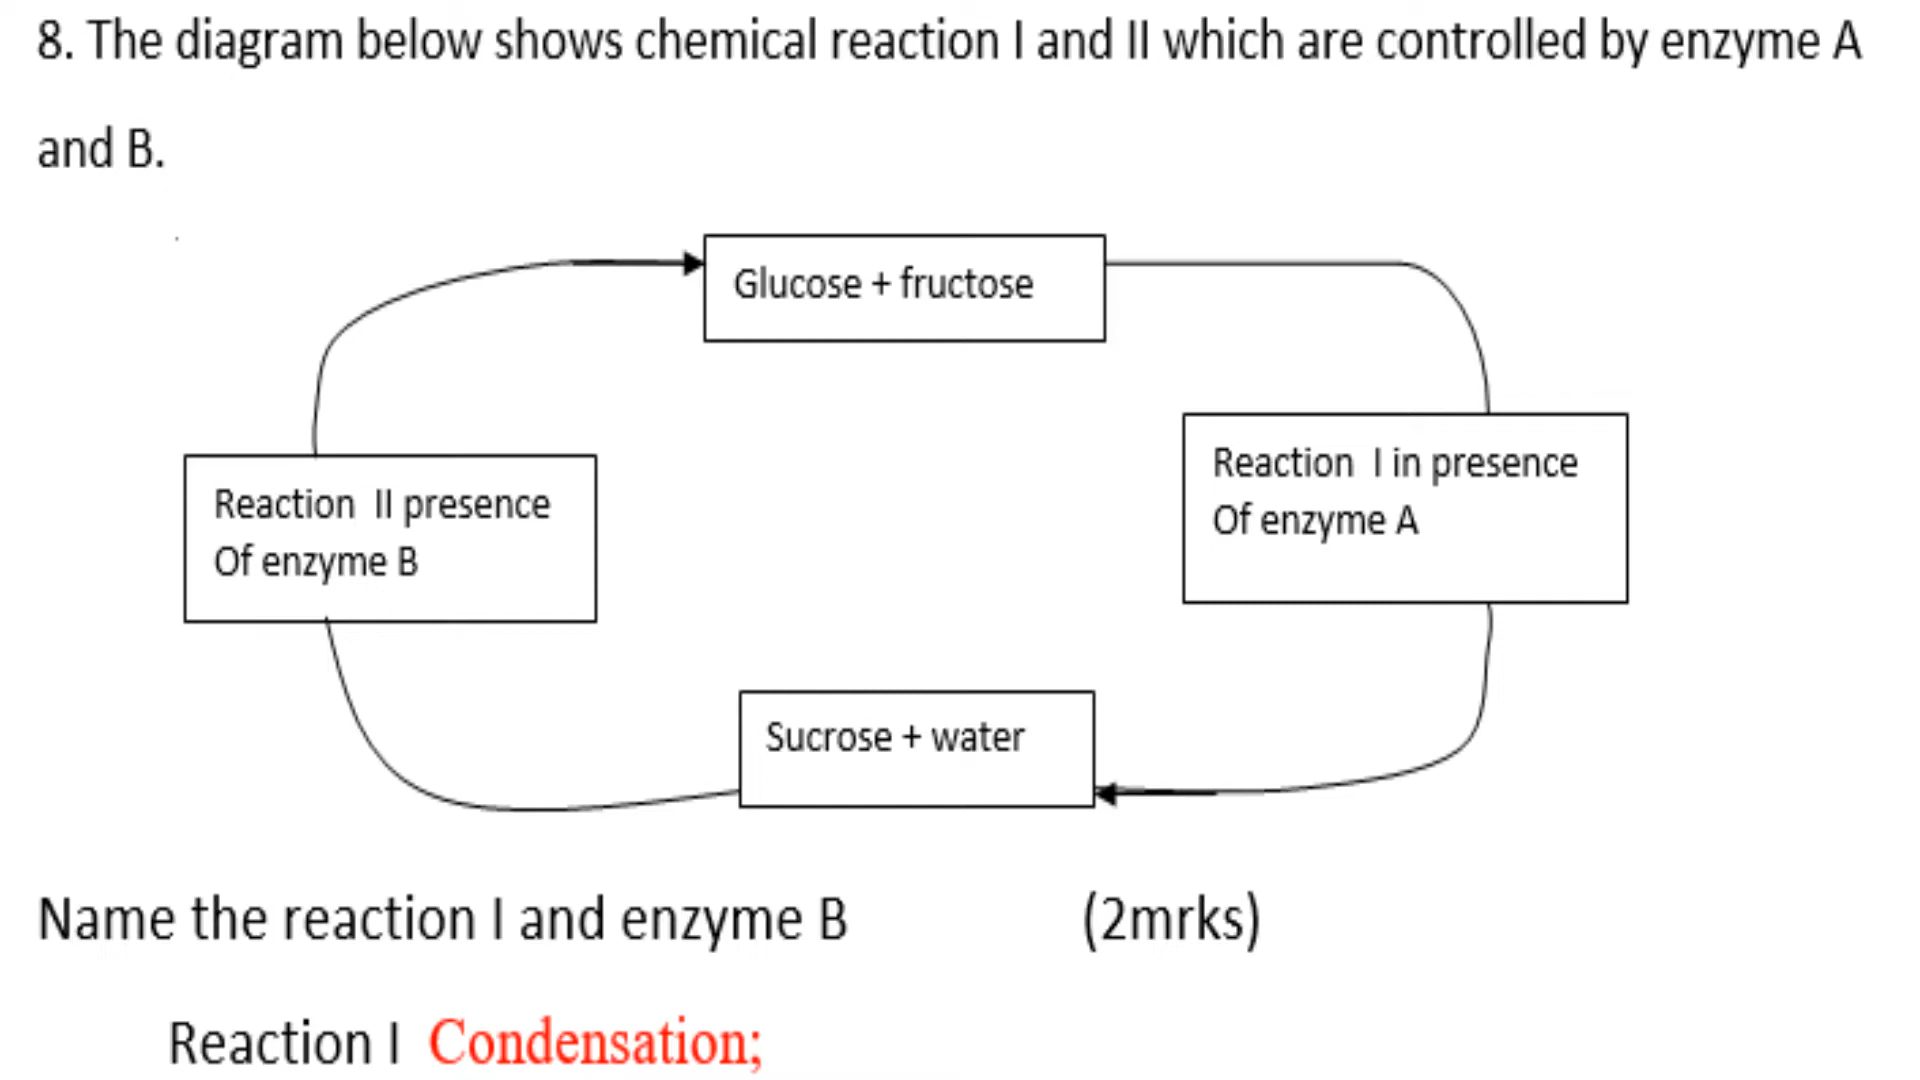 8. The diagram below shows chemical reaction I and II which are controlled by enzyme A
and B.
Glucose + fructose
Reaction II presence
Of enzyme B
Reaction I in presence
Of enzyme A
Sucrose + water
Name the reaction I and enzyme B (2mrks)
Reaction I Condensation;